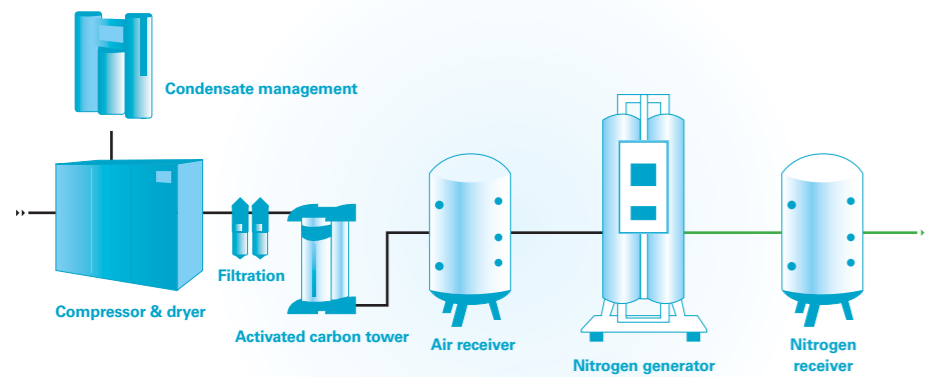 Condensate management
Filtration
Compressor & dryer
Activated carbon tower
Air receiver
Nitrogen generator
Nitrogen
receiver